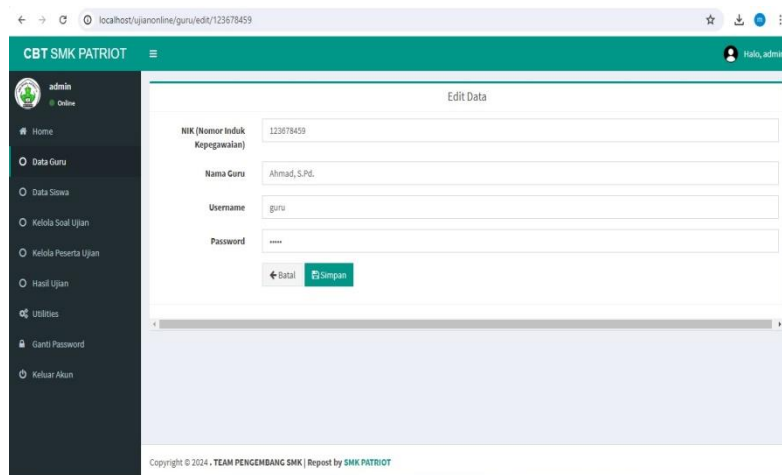 localhost/ujianonline/guru/edit/123678459
CBT SMK PATRIOT
Halo, admin
admin
Online
Home
Data Guru
Data Siswa
Kelola Soal Ujian
Kelola Peserta Ujian
Hasil Ujian
Utilities
Ganti Password
Keluar Akun
Edit Data
NIK (Nomor Induk
Kepegawaian)
123678459
Nama Guru
Ahmad, S.Pd.
Username
guru
Password
•••••
Batal
Simpan
Copyright © 2024 . TEAM PENGEMBANG SMK | Repost by SMK PATRIOT